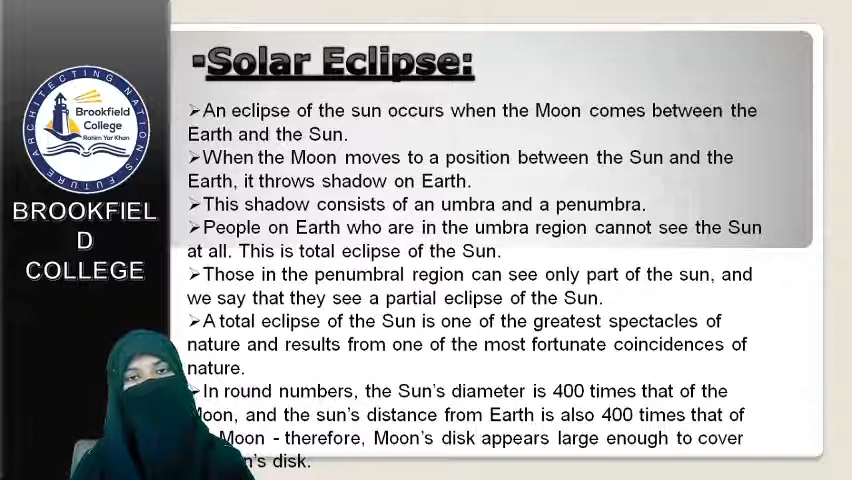 ARCHITECTING NATION'S FUTURE
Brookfield
College
Rahim Yar Khan
BROOKFIEL
D
COLLEGE
▪Solar Eclipse:
➢An eclipse of the sun occurs when the Moon comes between the
Earth and the Sun.
➢When the Moon moves to a position between the Sun and the
Earth, it throws shadow on Earth.
➢This shadow consists of an umbra and a penumbra.
➢People on Earth who are in the umbra region cannot see the Sun
at all. This is total eclipse of the Sun.
➢Those in the penumbral region can see only part of the sun, and
we say that they see a partial eclipse of the Sun.
➢A total eclipse of the Sun is one of the greatest spectacles of
nature and results from one of the most fortunate coincidences of
nature.
➢In round numbers, the Sun's diameter is 400 times that of the
Moon, and the sun's distance from Earth is also 400 times that of
Moon - therefore, Moon's disk appears large enough to cover
disk.